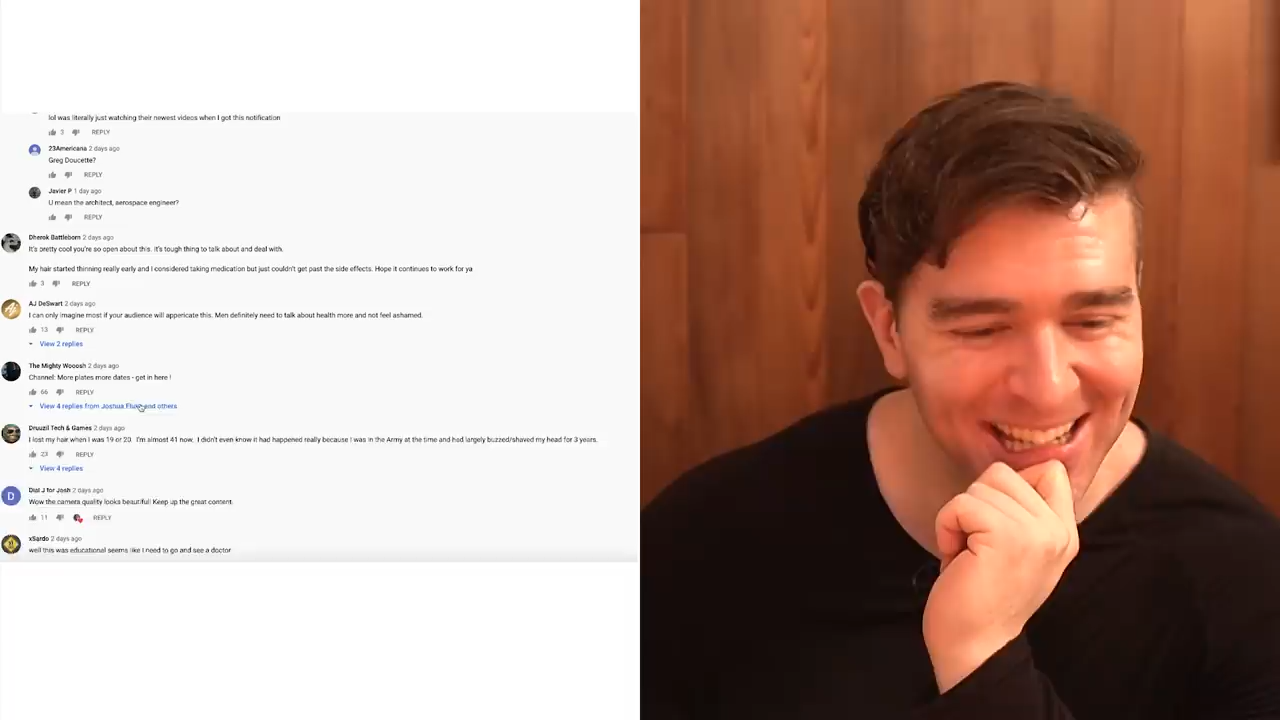 lol was literally just watching their newest videos when I got this notification
3 REPLY
23Americana 2 days ago
Greg Doucette?
REPLY
Javier P 1 day ago
U mean the architect, aerospace engineer?
REPLY
Dherok Battleborn 2 days ago
It's pretty cool you're so open about this. It's tough thing to talk about and deal with.
My hair started thinning really early and I considered taking medication but just couldn't get past the side effects. Hope it continues to work for ya
3 REPLY
AJ DeSwart 2 days ago
I can only imagine most if your audience will appericate this. Men definitely need to talk about health more and not feel ashamed.
13 REPLY
View 2 replies
The Mighty Wooosh 2 days ago
Channel: More plates more dates - get in here !
66 REPLY
View 4 replies from Joshua and others
Druuzil Tech & Games 2 days ago
I lost my hair when I was 19 or 20. I'm almost 41 now. I didn't even know it had happened really because I was in the Army at the time and had largely buzzed/shaved my head for 3 years.
23 REPLY
View 4 replies
D
Dial J for Josh 2 days ago
Wow the camera quality looks beautiful! Keep up the great content.
11 REPLY
xSardo 2 days ago
well this was educational seems like I need to go and see a doctor